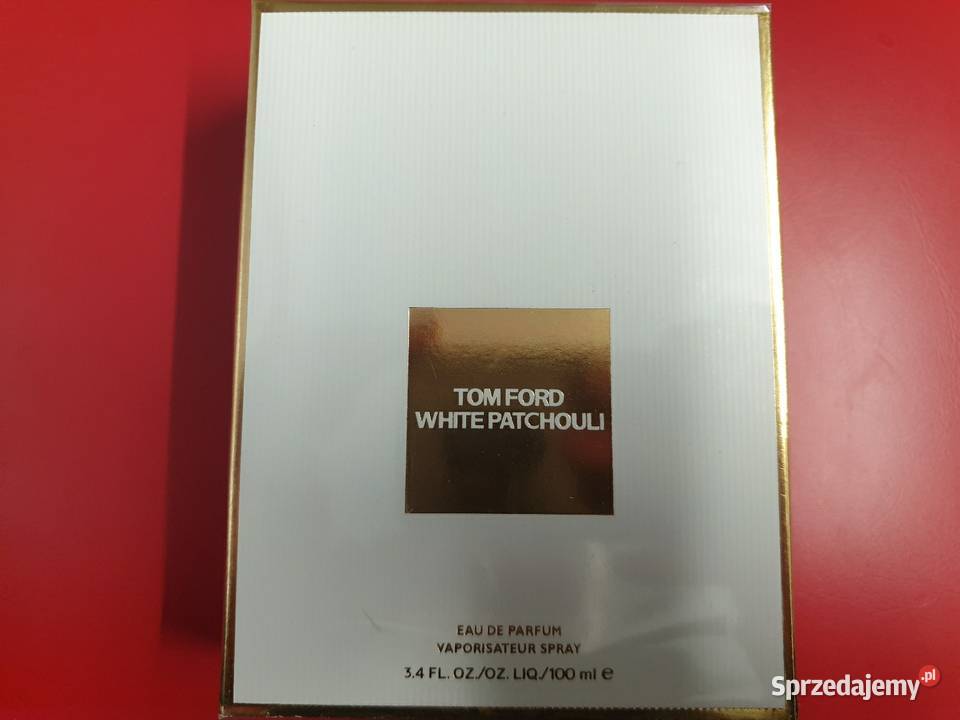 TOM FORD
WHITE PATCHOULI
EAU DE PARFUM
VAPORISATEUR SPRAY
3.4 FL. OZ./OZ. LIQ./100 ml ℮
Sprzedajemy.pl